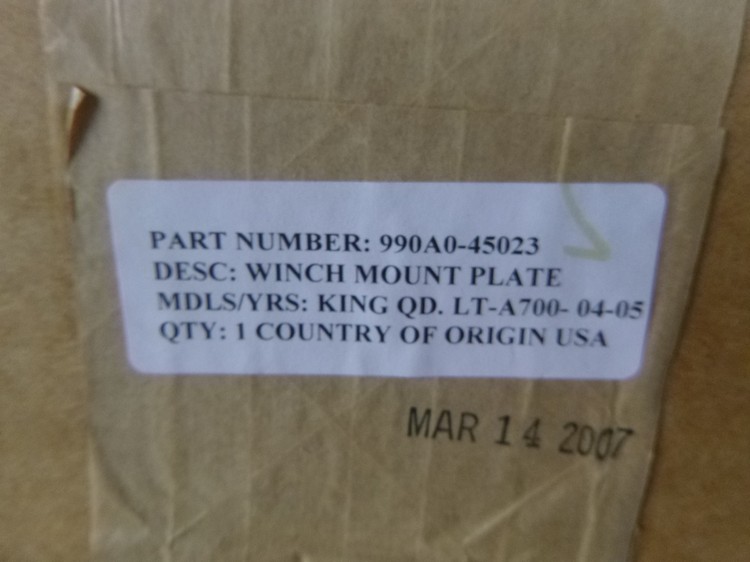 PART NUMBER: 990A0-45023
DESC: WINCH MOUNT PLATE
MDLS/YRS: KING QD. LT-A700- 04-05
QTY: 1 COUNTRY OF ORIGIN USA
MAR 14 2007